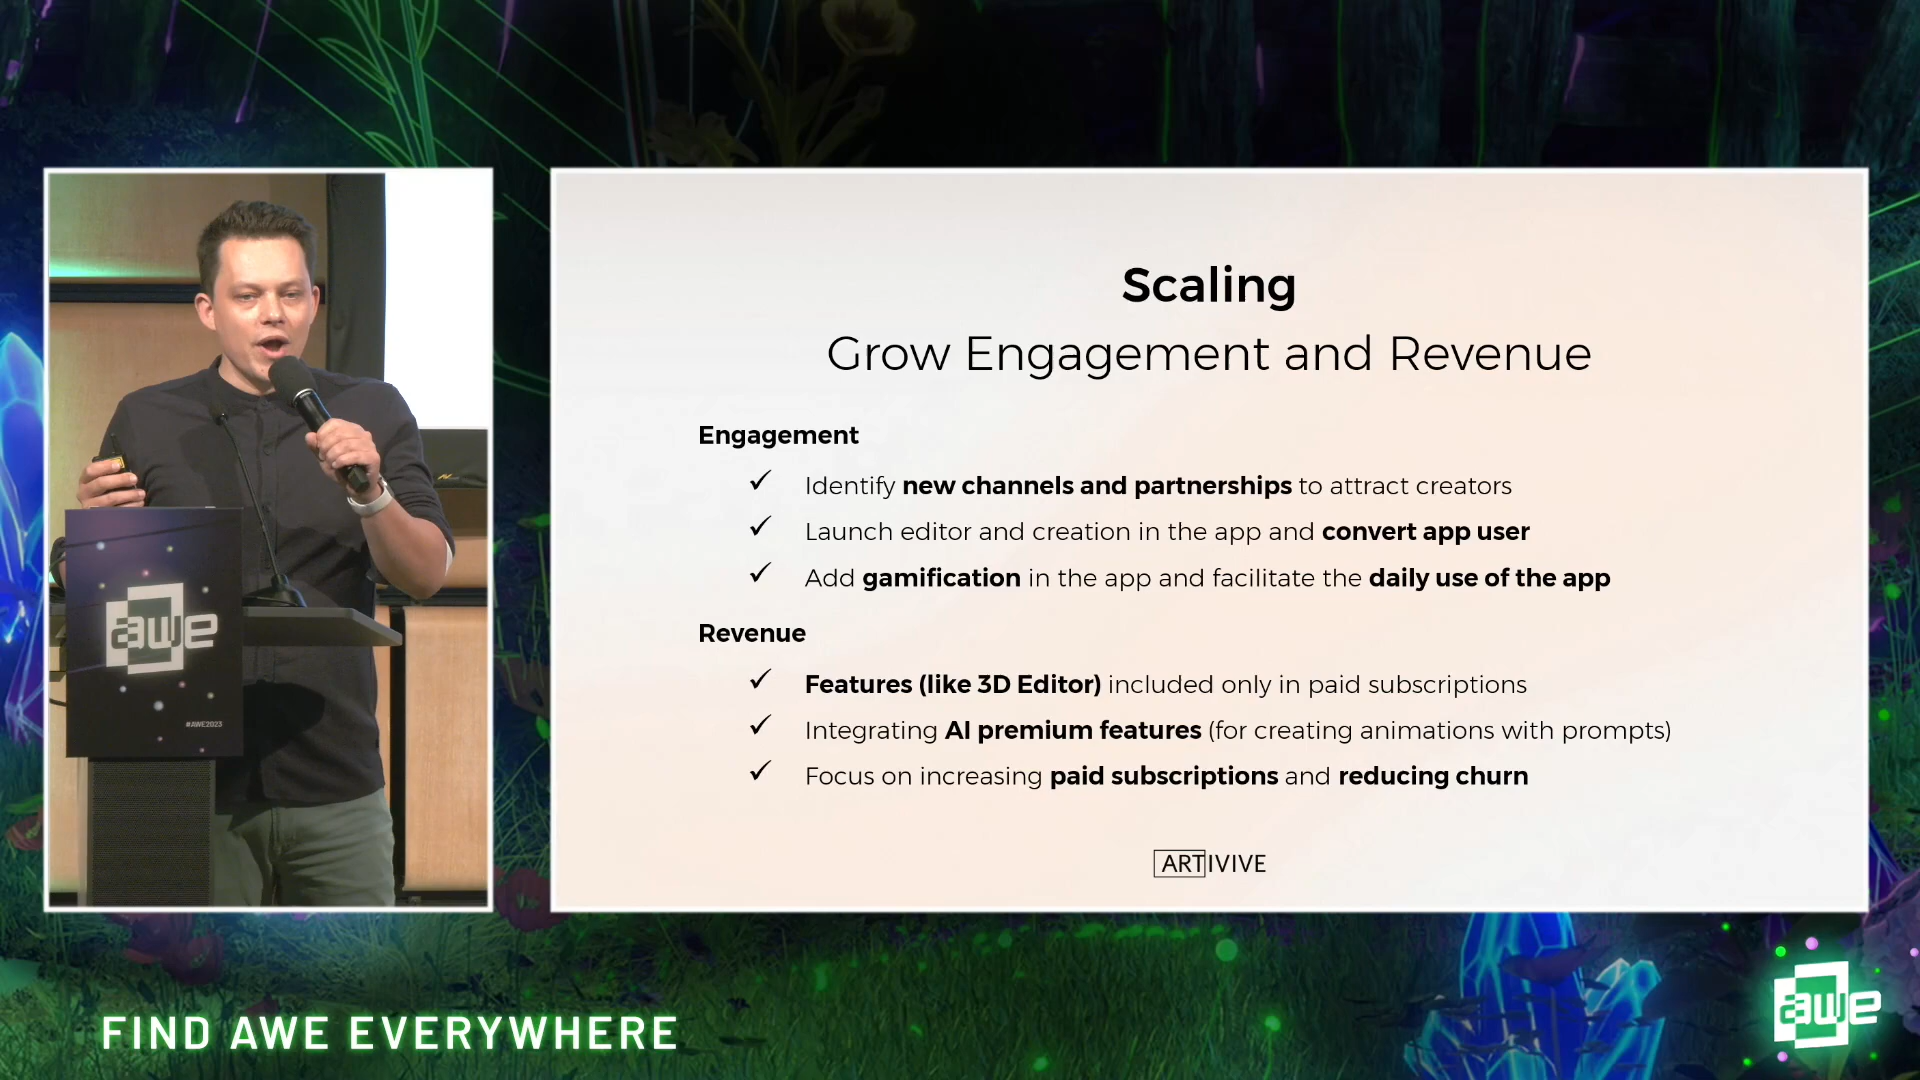 Scaling
Grow Engagement and Revenue
Engagement
✓ Identify new channels and partnerships to attract creators
✓ Launch editor and creation in the app and convert app user
✓ Add gamification in the app and facilitate the daily use of the app
Revenue
✓ Features (like 3D Editor) included only in paid subscriptions
✓ Integrating AI premium features (for creating animations with prompts)
✓ Focus on increasing paid subscriptions and reducing churn
ARTIVIVE
awe
#AWE2023
FIND AWE EVERYWHERE
awe